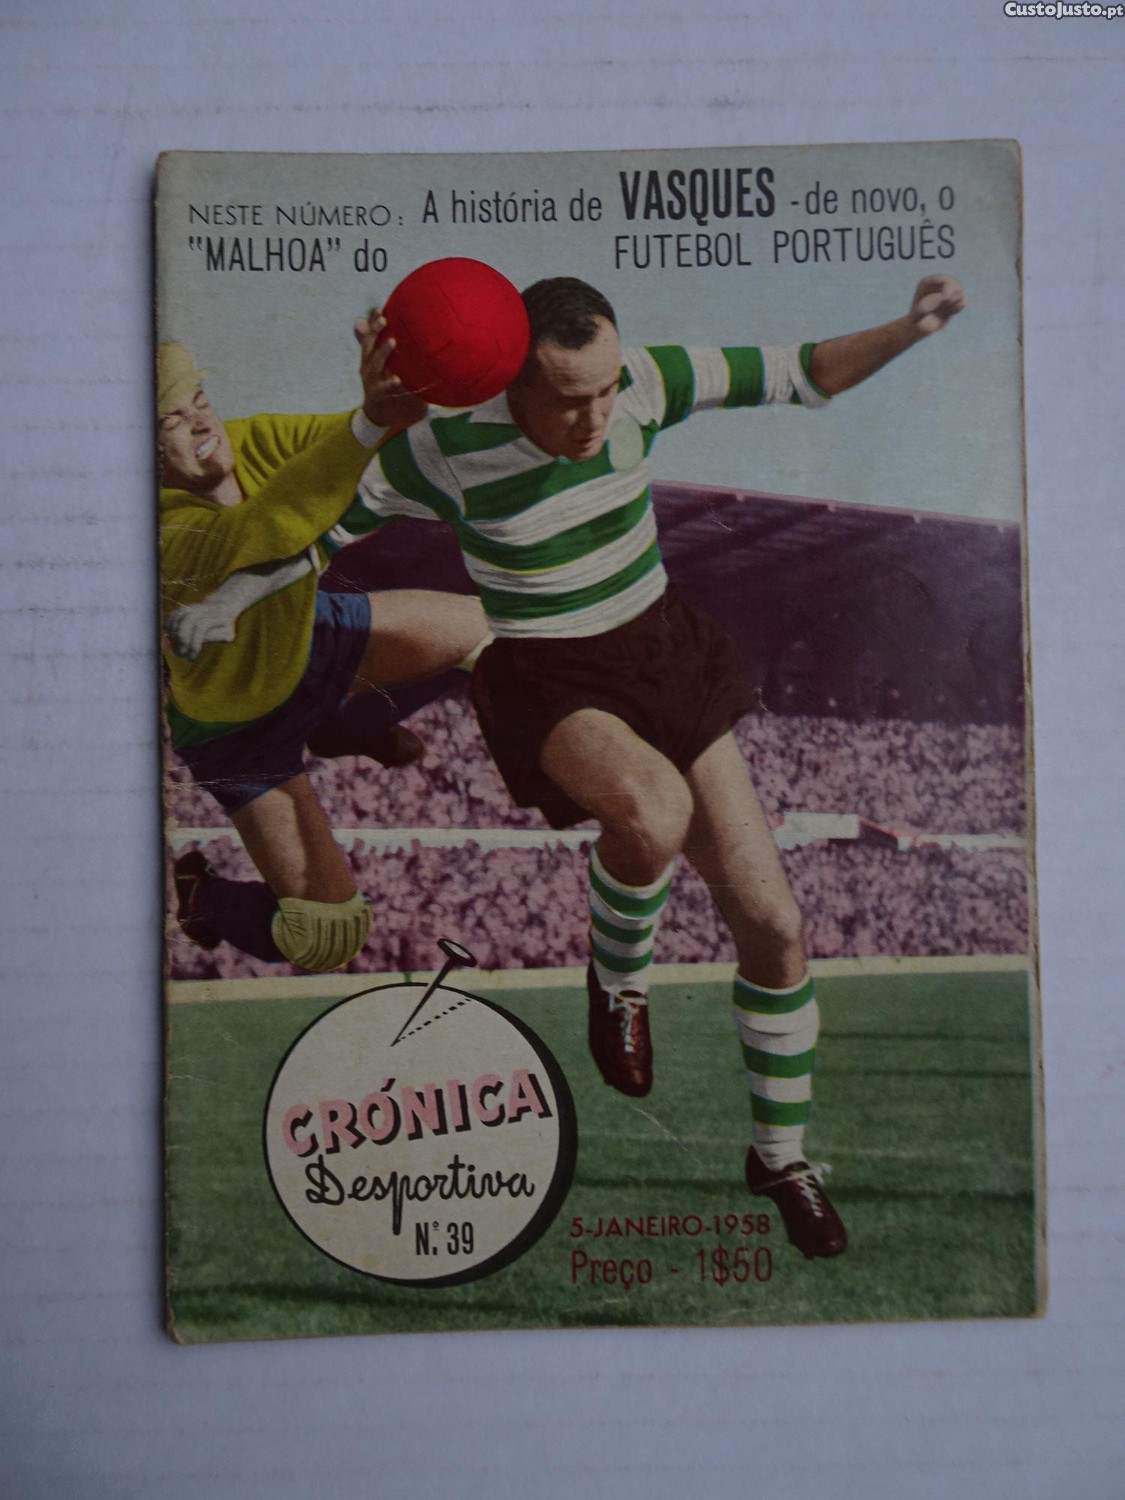 CustoJusto.pt
NESTE NÚMERO: A história de VASQUES - de novo, o
"MALHOA" do FUTEBOL PORTUGUÊS
CRÓNICA
Desportiva
N.º 39
5-JANEIRO-1958
Preço - 1$50